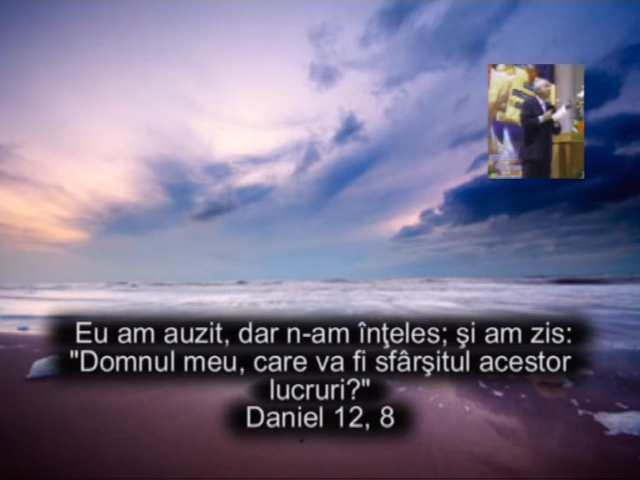 Eu am auzit, dar n-am înţeles; şi am zis:
"Domnul meu, care va fi sfârşitul acestor
lucruri?"
Daniel 12, 8